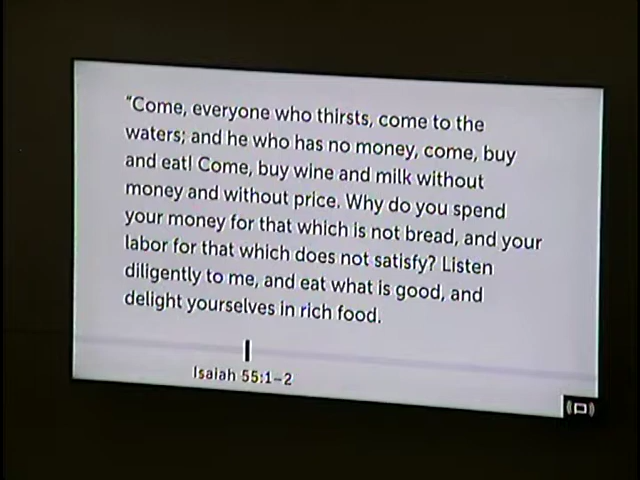 "Come, everyone who thirsts, come to the
waters; and he who has no money, come, buy
and eat! Come, buy wine and milk without
money and without price. Why do you spend
your money for that which is not bread, and your
labor for that which does not satisfy? Listen
diligently to me, and eat what is good, and
delight yourselves in rich food.
Isaiah 55:1–2